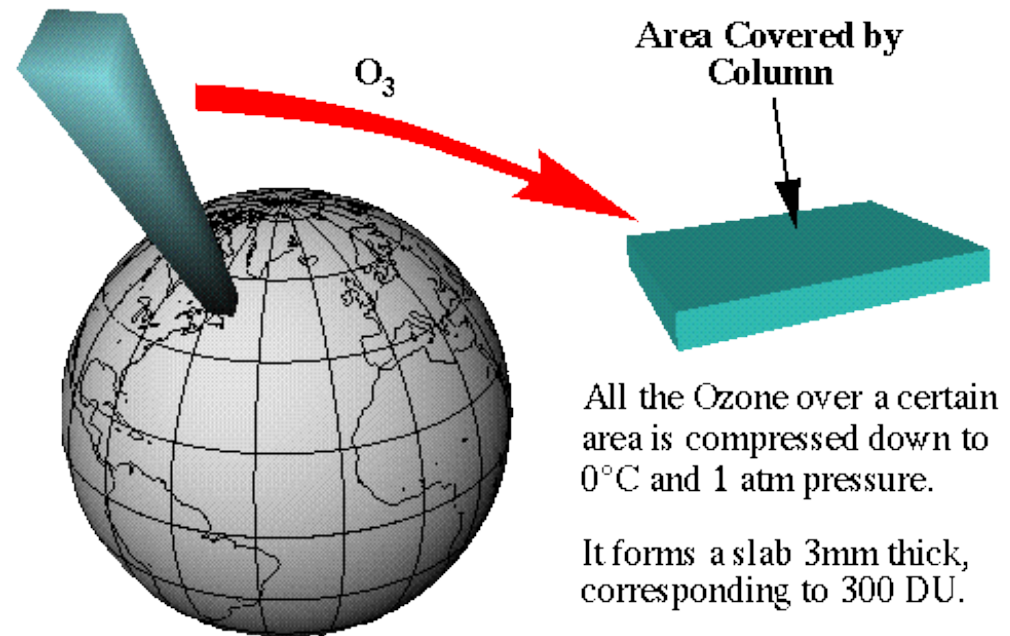 O₃
Area Covered by
Column
All the Ozone over a certain
area is compressed down to
0°C and 1 atm pressure.
It forms a slab 3mm thick,
corresponding to 300 DU.